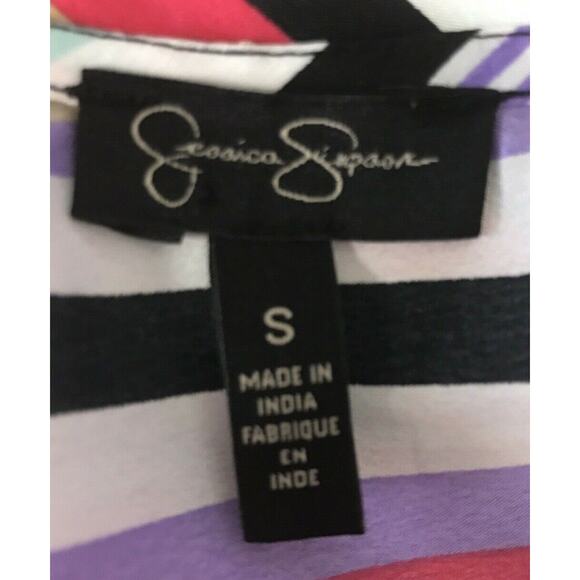 Jessica Simpson
S
MADE IN
INDIA
FABRIQUE
EN
INDE